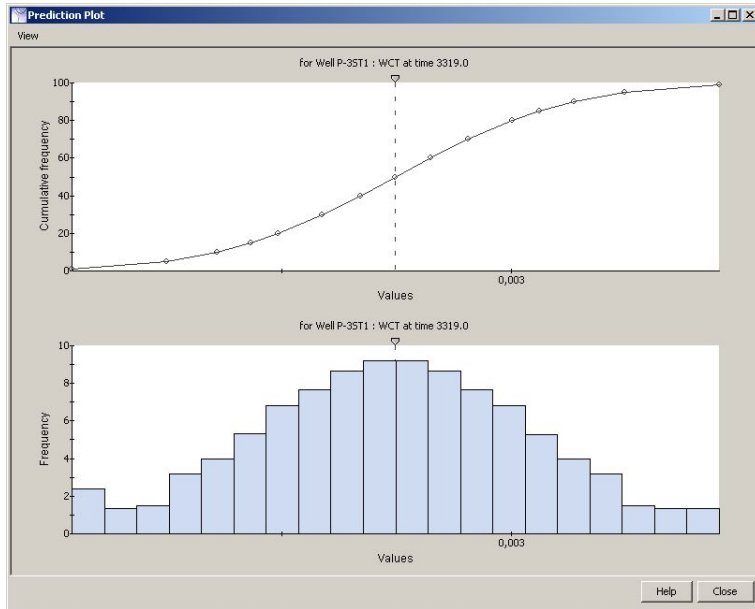 Prediction Plot
View
for Well P-35T1 : WCT at time 3319.0
100
80
60
40
20
0
Cumulative frequency
0,003
Values
for Well P-35T1 : WCT at time 3319.0
10
8
6
4
2
0
Frequency
0,003
Values
Help Close